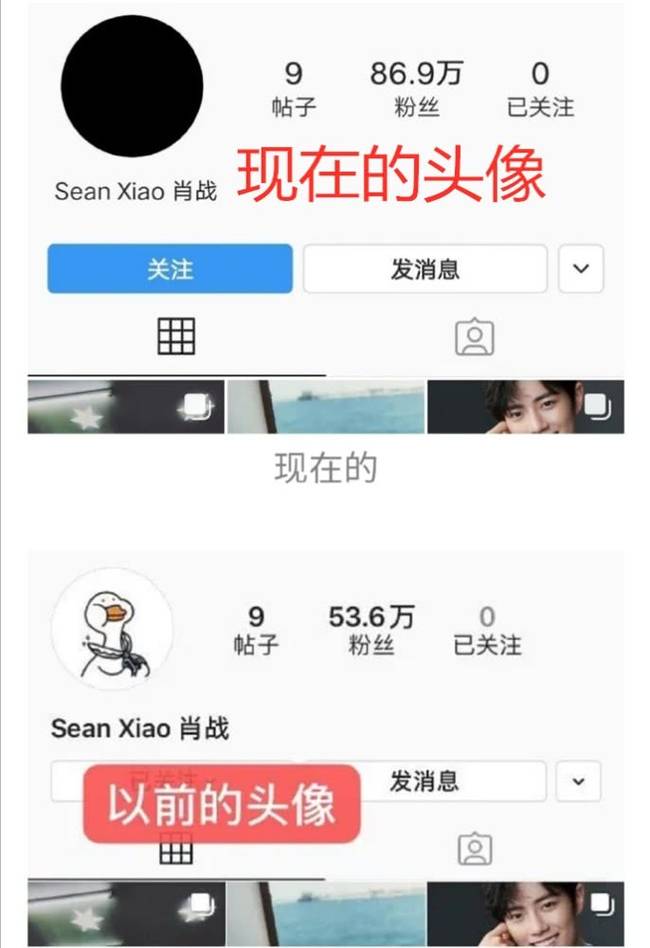 9 86.9万 0
帖子 粉丝 已关注
Sean Xiao 肖战 现在的头像
关注 发消息
现在的
9 53.6万 0
帖子 粉丝 已关注
Sean Xiao 肖战
已关注 发消息
以前的头像